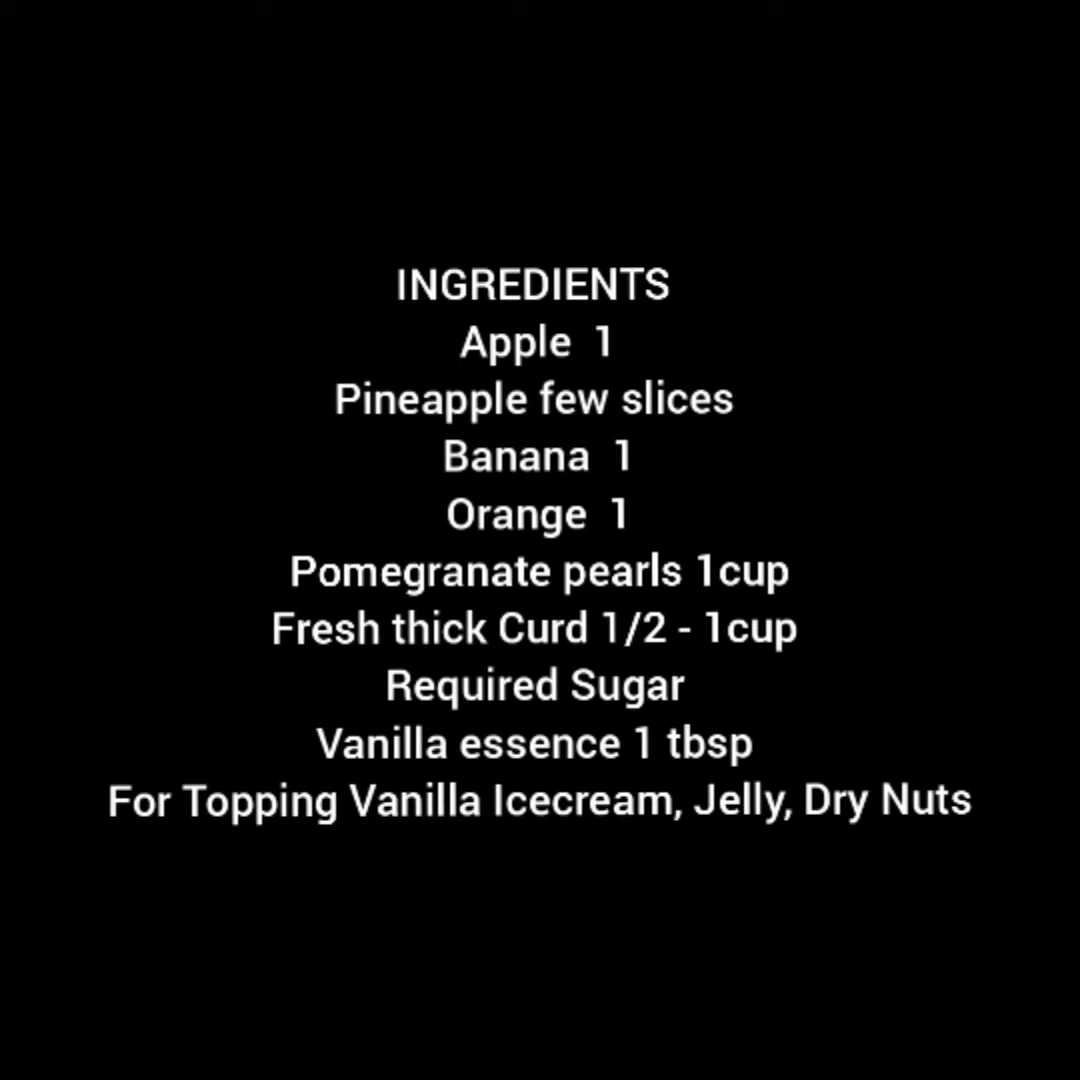 INGREDIENTS
Apple  1
Pineapple few slices
Banana  1
Orange  1
Pomegranate pearls 1cup
Fresh thick Curd 1/2 - 1cup
Required Sugar
Vanilla essence 1 tbsp
For Topping Vanilla Icecream, Jelly, Dry Nuts